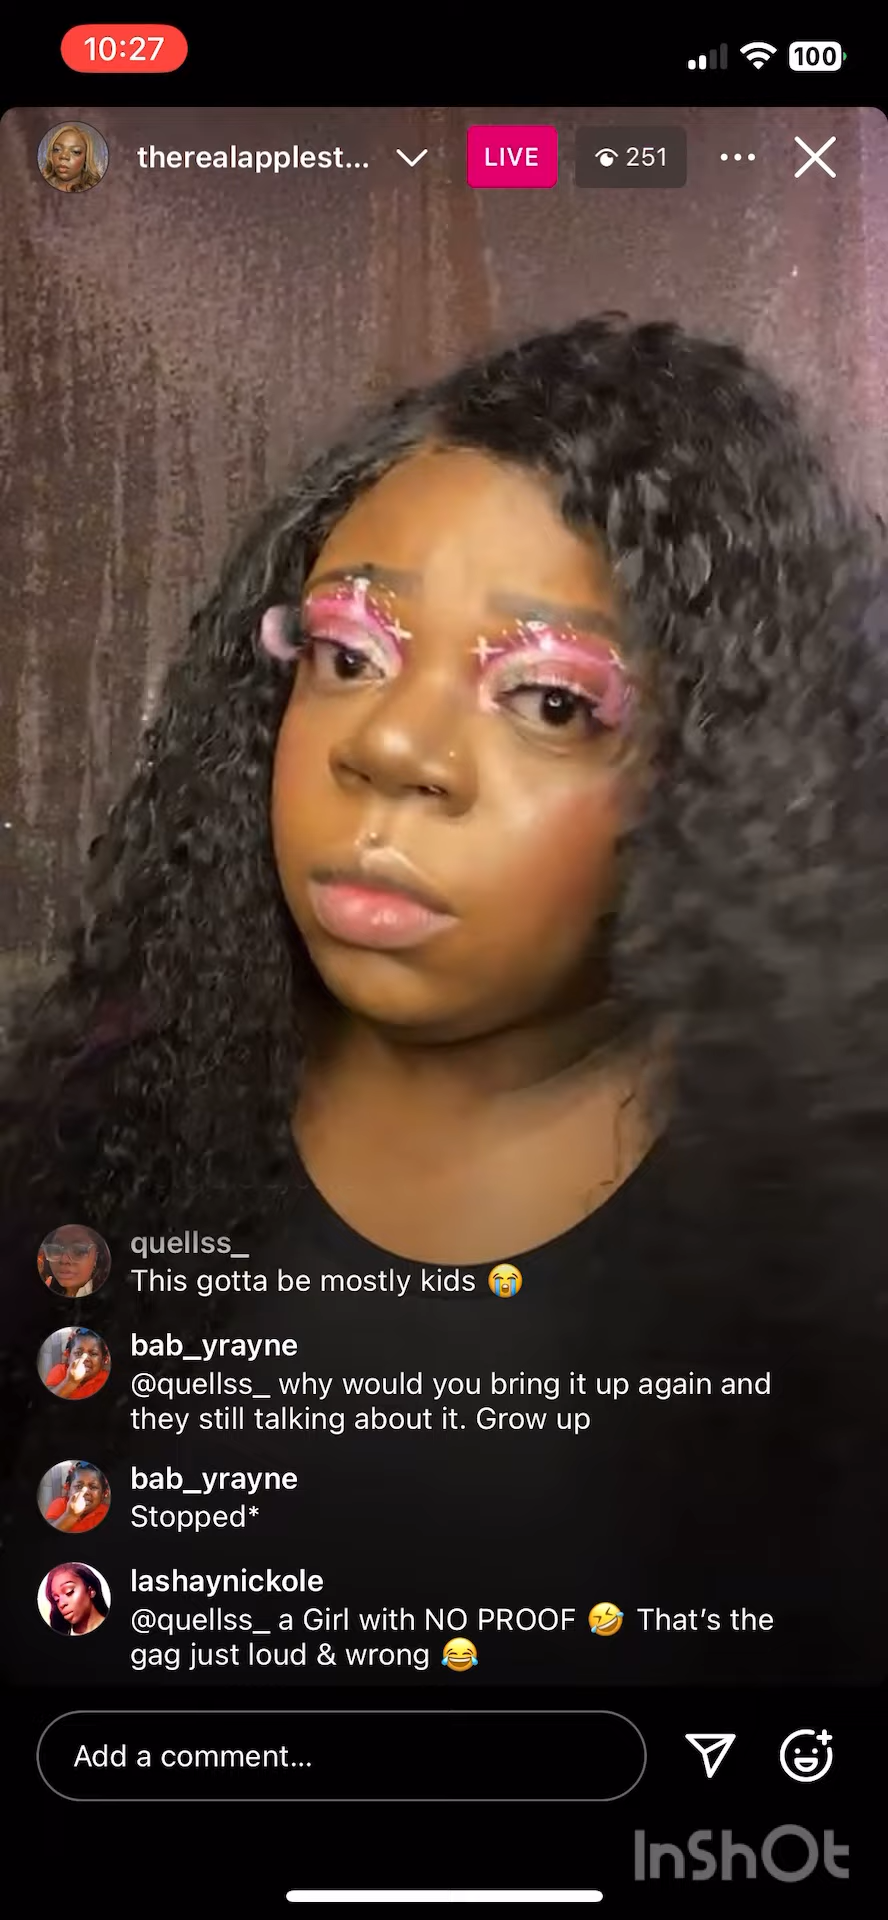 10:27
100
therealapplest...
LIVE
251
quellss_
This gotta be mostly kids 😭
bab_yrayne
@quellss_ why would you bring it up again and
they still talking about it. Grow up
bab_yrayne
Stopped*
lashaynickole
@quellss_ a Girl with NO PROOF 🤣 That’s the
gag just loud & wrong 😂
Add a comment...
InShOt